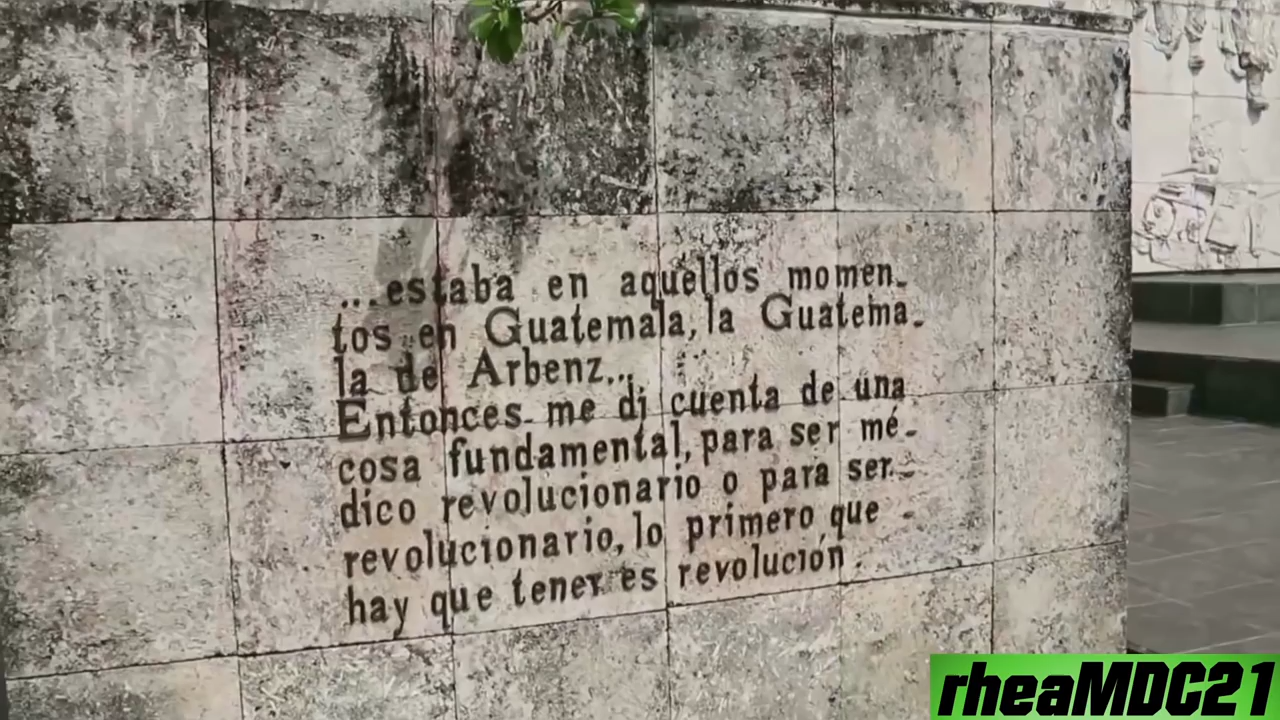 ...estaba en aquellos momen-
tos en Guatemala, la Guatema-
la de Arbenz...
Entonces me di cuenta de una
cosa fundamental, para ser mé-
dico revolucionario o para ser-
revolucionario, lo primero que -
hay que tener es revolución.
rheaMDC21